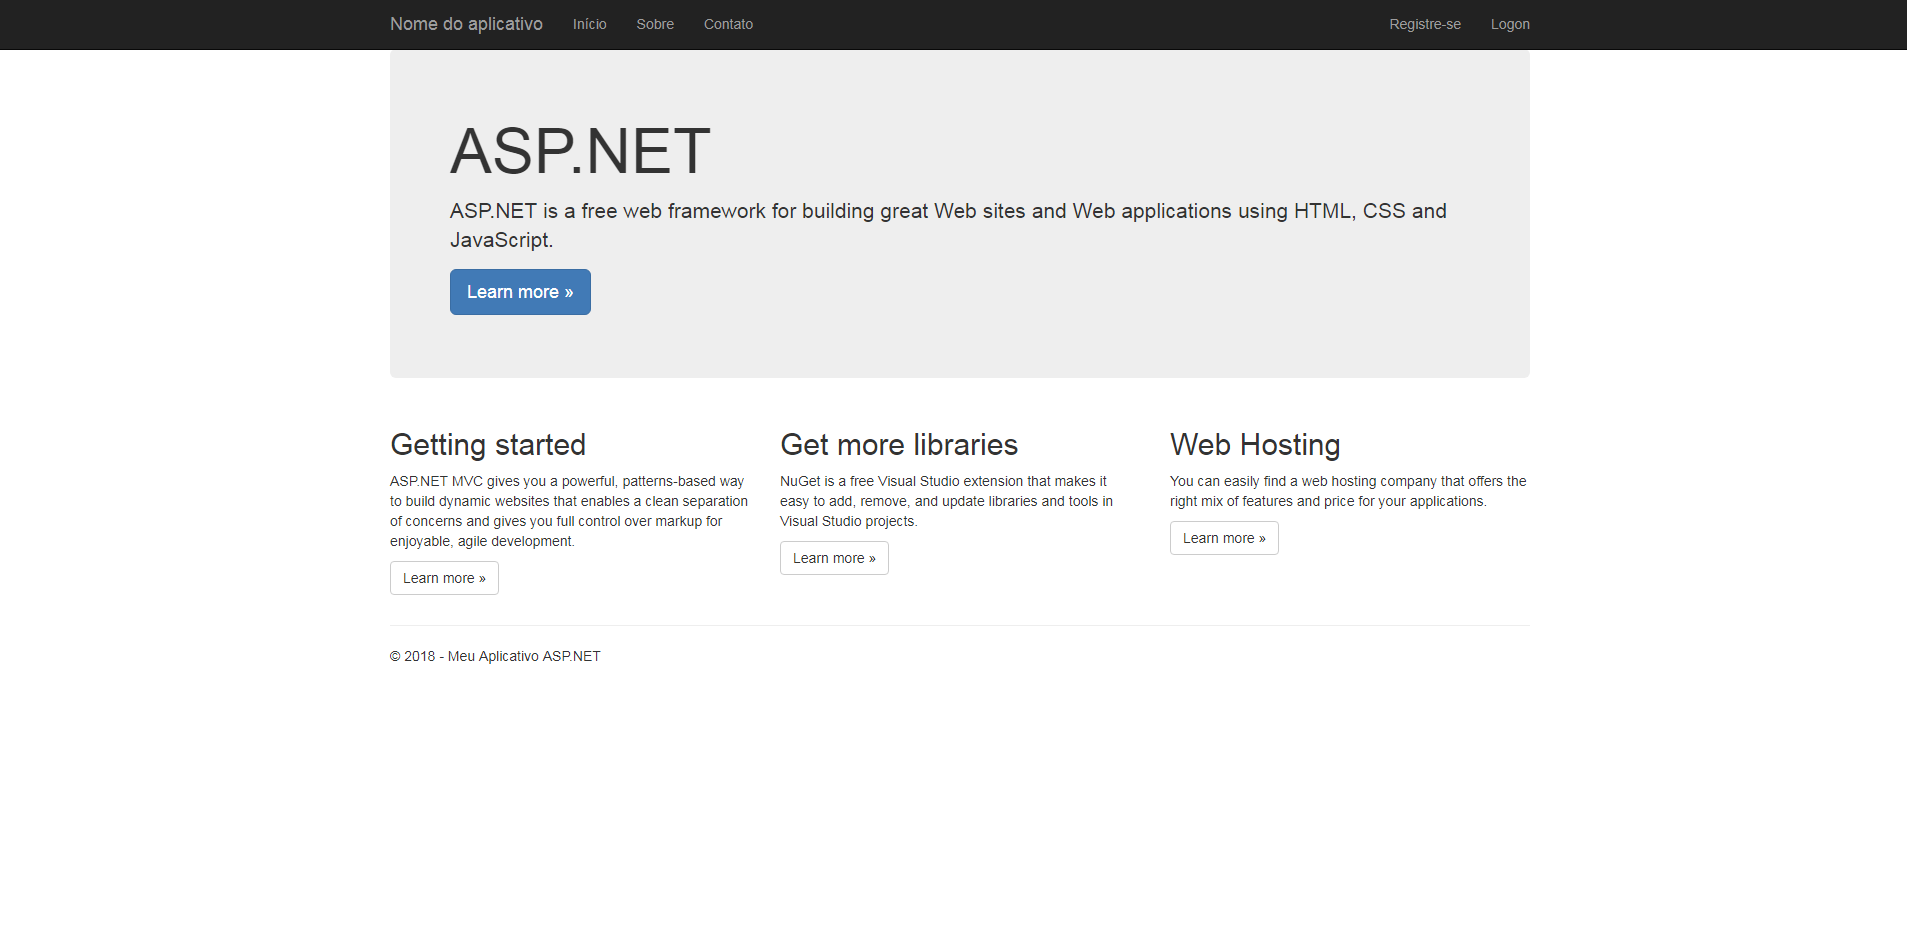 Nome do aplicativo Início Sobre Contato Registre-se Logon
ASP.NET
ASP.NET is a free web framework for building great Web sites and Web applications using HTML, CSS and
JavaScript.
Learn more »
Getting started
ASP.NET MVC gives you a powerful, patterns-based way
to build dynamic websites that enables a clean separation
of concerns and gives you full control over markup for
enjoyable, agile development.
Learn more »
Get more libraries
NuGet is a free Visual Studio extension that makes it
easy to add, remove, and update libraries and tools in
Visual Studio projects.
Learn more »
Web Hosting
You can easily find a web hosting company that offers the
right mix of features and price for your applications.
Learn more »
© 2018 - Meu Aplicativo ASP.NET